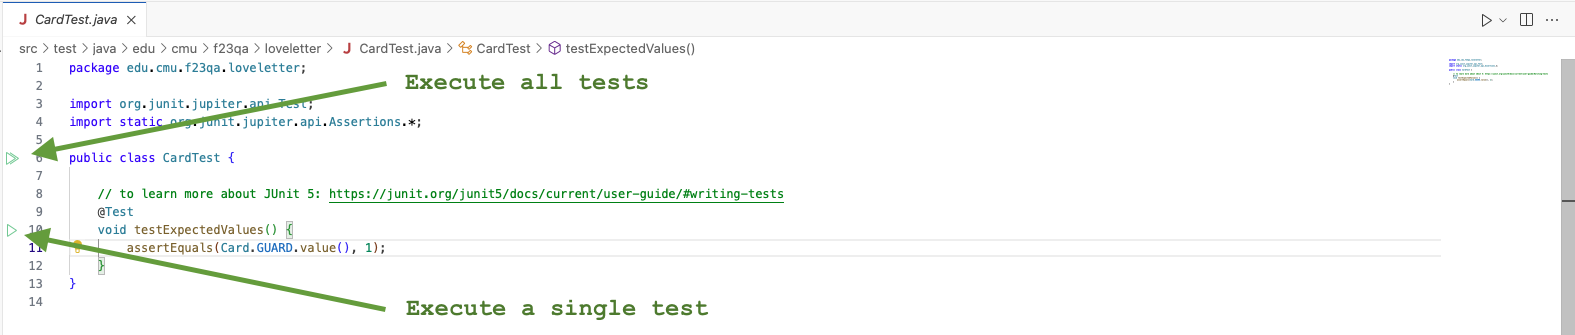 CardTest.java
src > test > java > edu > cmu > f23qa > loveletter > J CardTest.java > CardTest > testExpectedValues()
1 package edu.cmu.f23qa.loveletter;
Execute all tests
2
3 import org.junit.jupiter.api.Test;
4 import static org.junit.jupiter.api.Assertions.*;
5
6 public class CardTest {
7
8 // to learn more about JUnit 5: https://junit.org/junit5/docs/current/user-guide/#writing-tests
9 @Test
10 void testExpectedValues() {
11 assertEquals(Card.GUARD.value(), 1);
12 }
13 }
14
Execute a single test